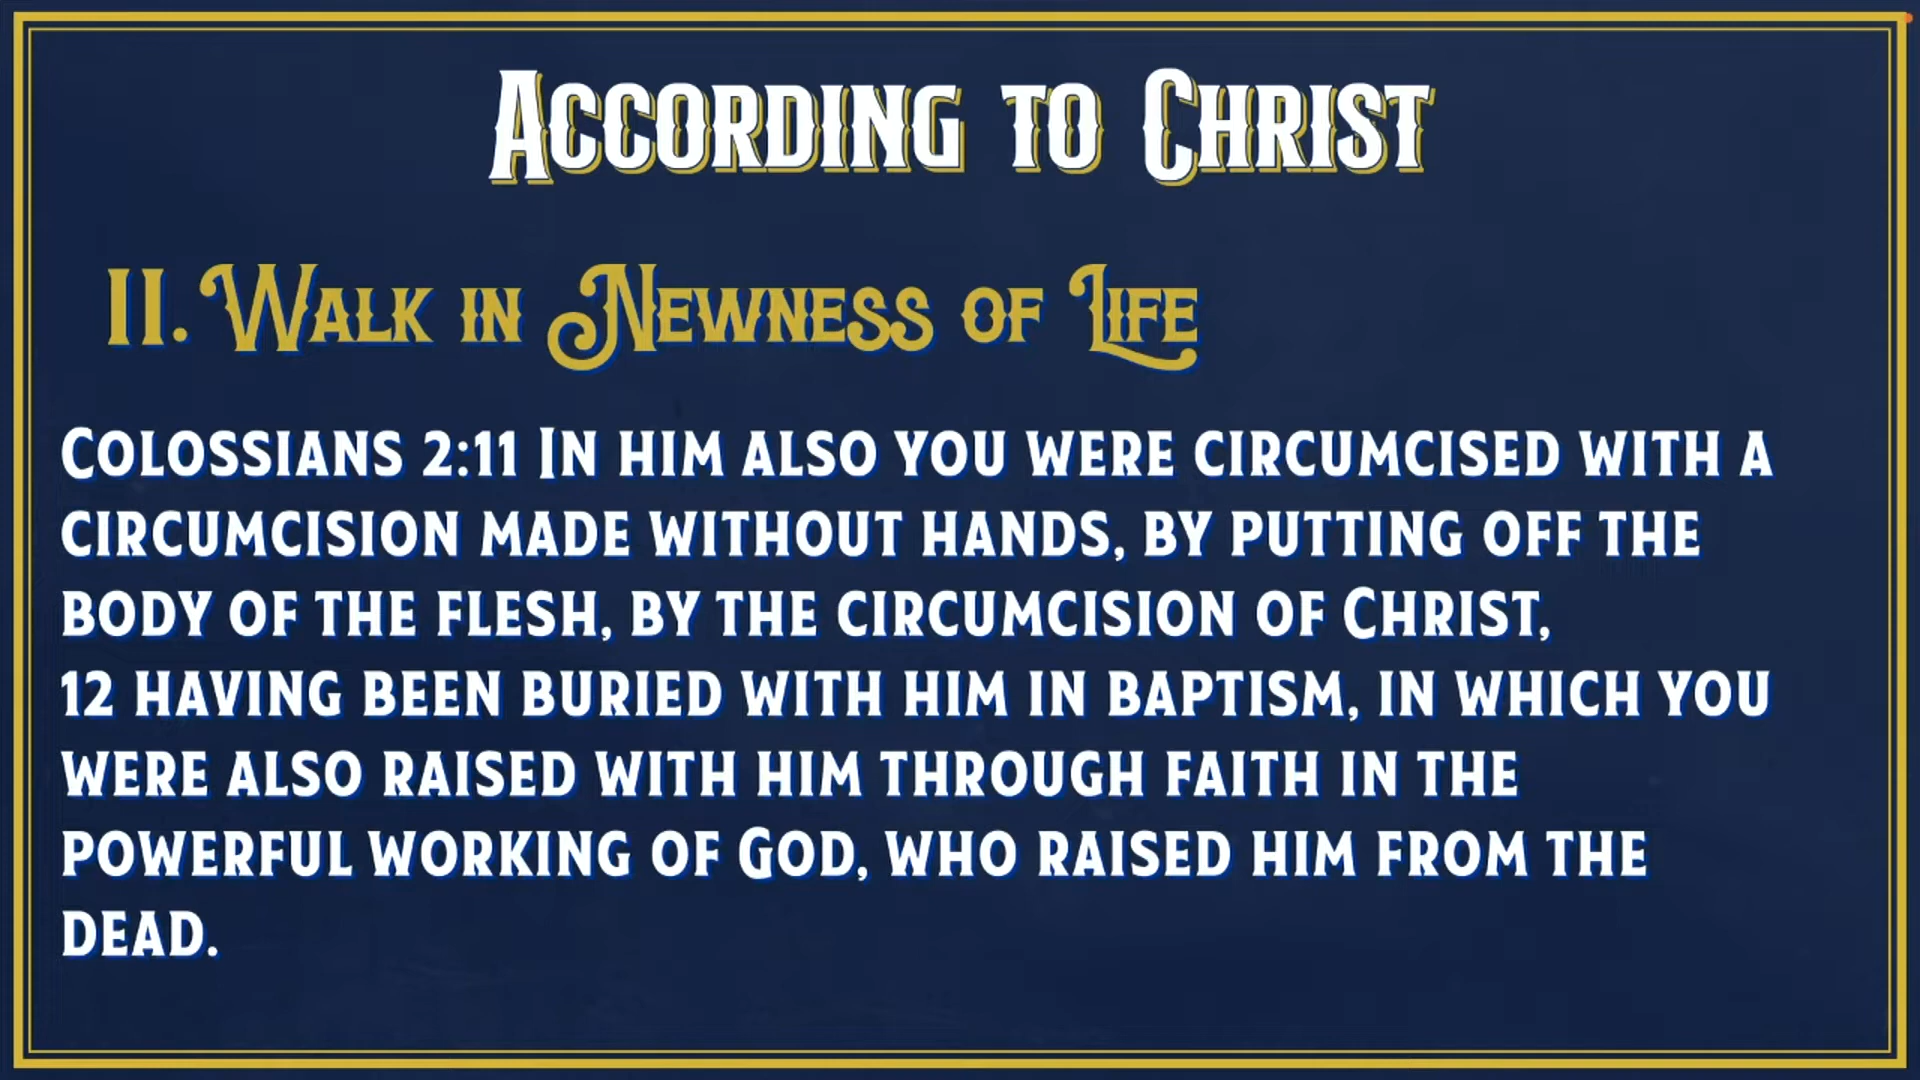 According to Christ
II. Walk in Newness of Life
Colossians 2:11 In him also you were circumcised with a
circumcision made without hands, by putting off the
body of the flesh, by the circumcision of Christ,
12 having been buried with him in baptism, in which you
were also raised with him through faith in the
powerful working of God, who raised him from the
dead.